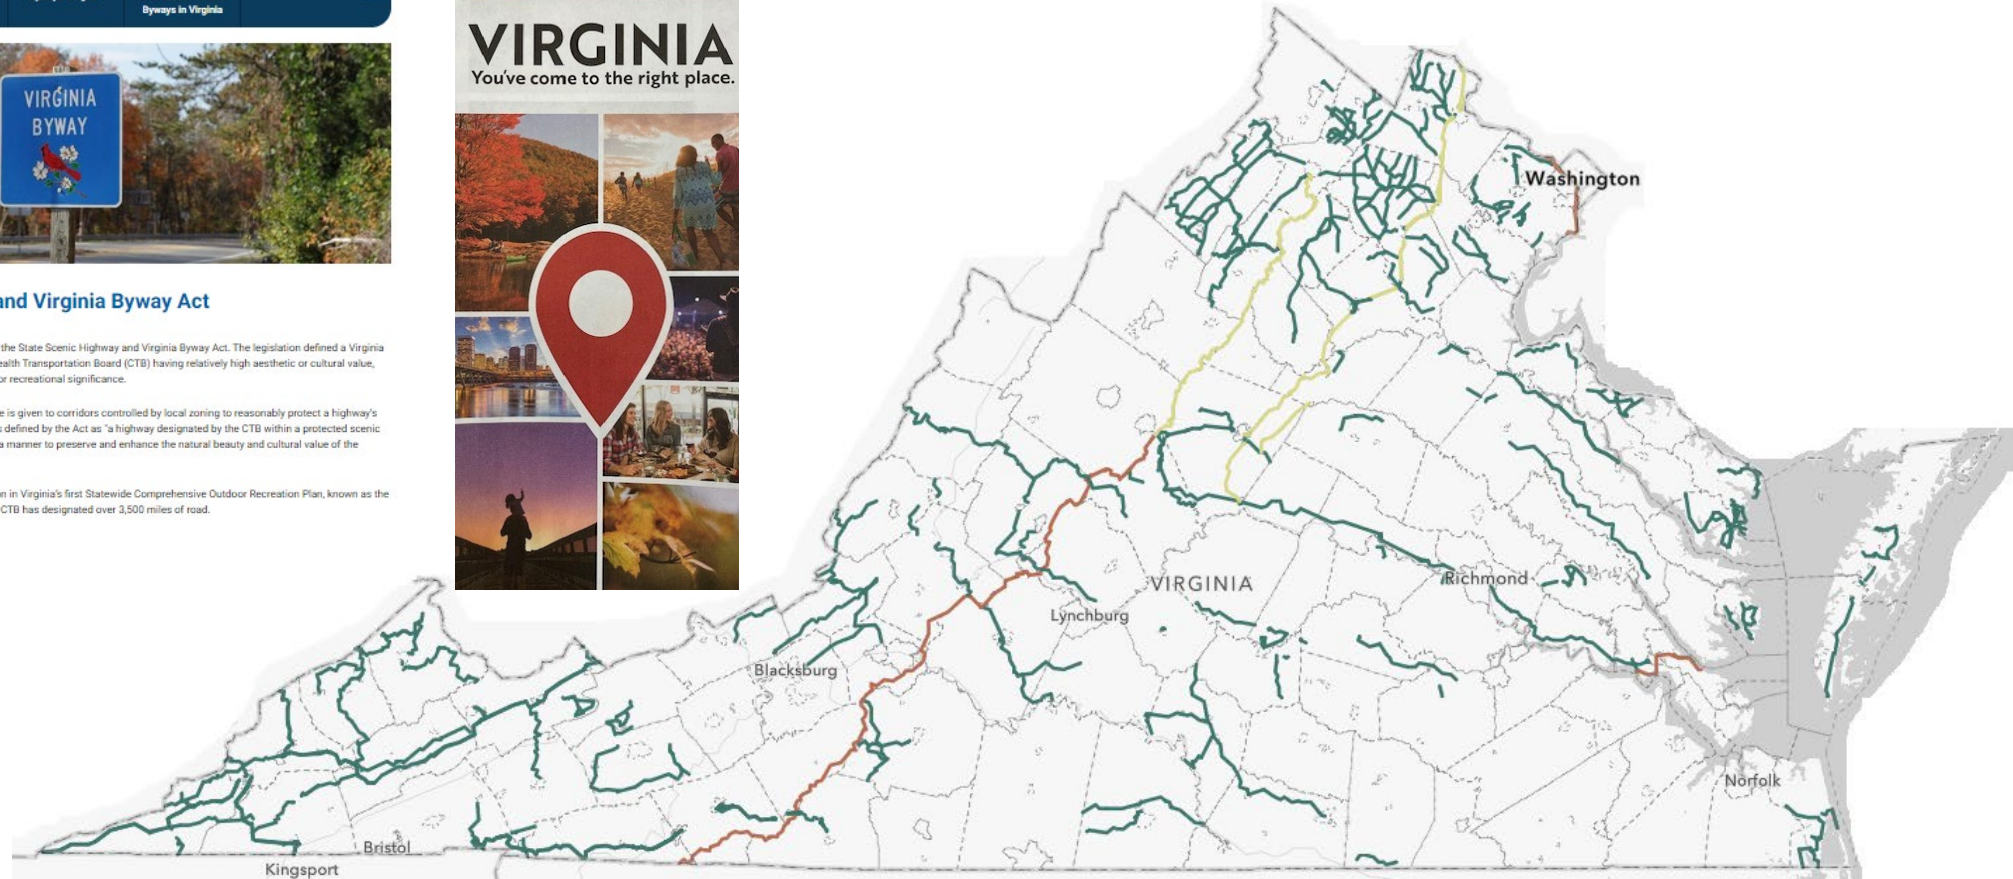 Byways in Virginia
VIRGINIA
BYWAY
and Virginia Byway Act
the State Scenic Highway and Virginia Byway Act. The legislation defined a Virginia
ealth Transportation Board (CTB) having relatively high aesthetic or cultural value,
or recreational significance.
e is given to corridors controlled by local zoning to reasonably protect a highway's
s defined by the Act as "a highway designated by the CTB within a protected scenic
a manner to preserve and enhance the natural beauty and cultural value of the
n in Virginia's first Statewide Comprehensive Outdoor Recreation Plan, known as the
CTB has designated over 3,500 miles of road.
VIRGINIA
You've come to the right place.
Washington
Richmond
VIRGINIA
Lynchburg
Blacksburg
Norfolk
Bristol
Kingsport